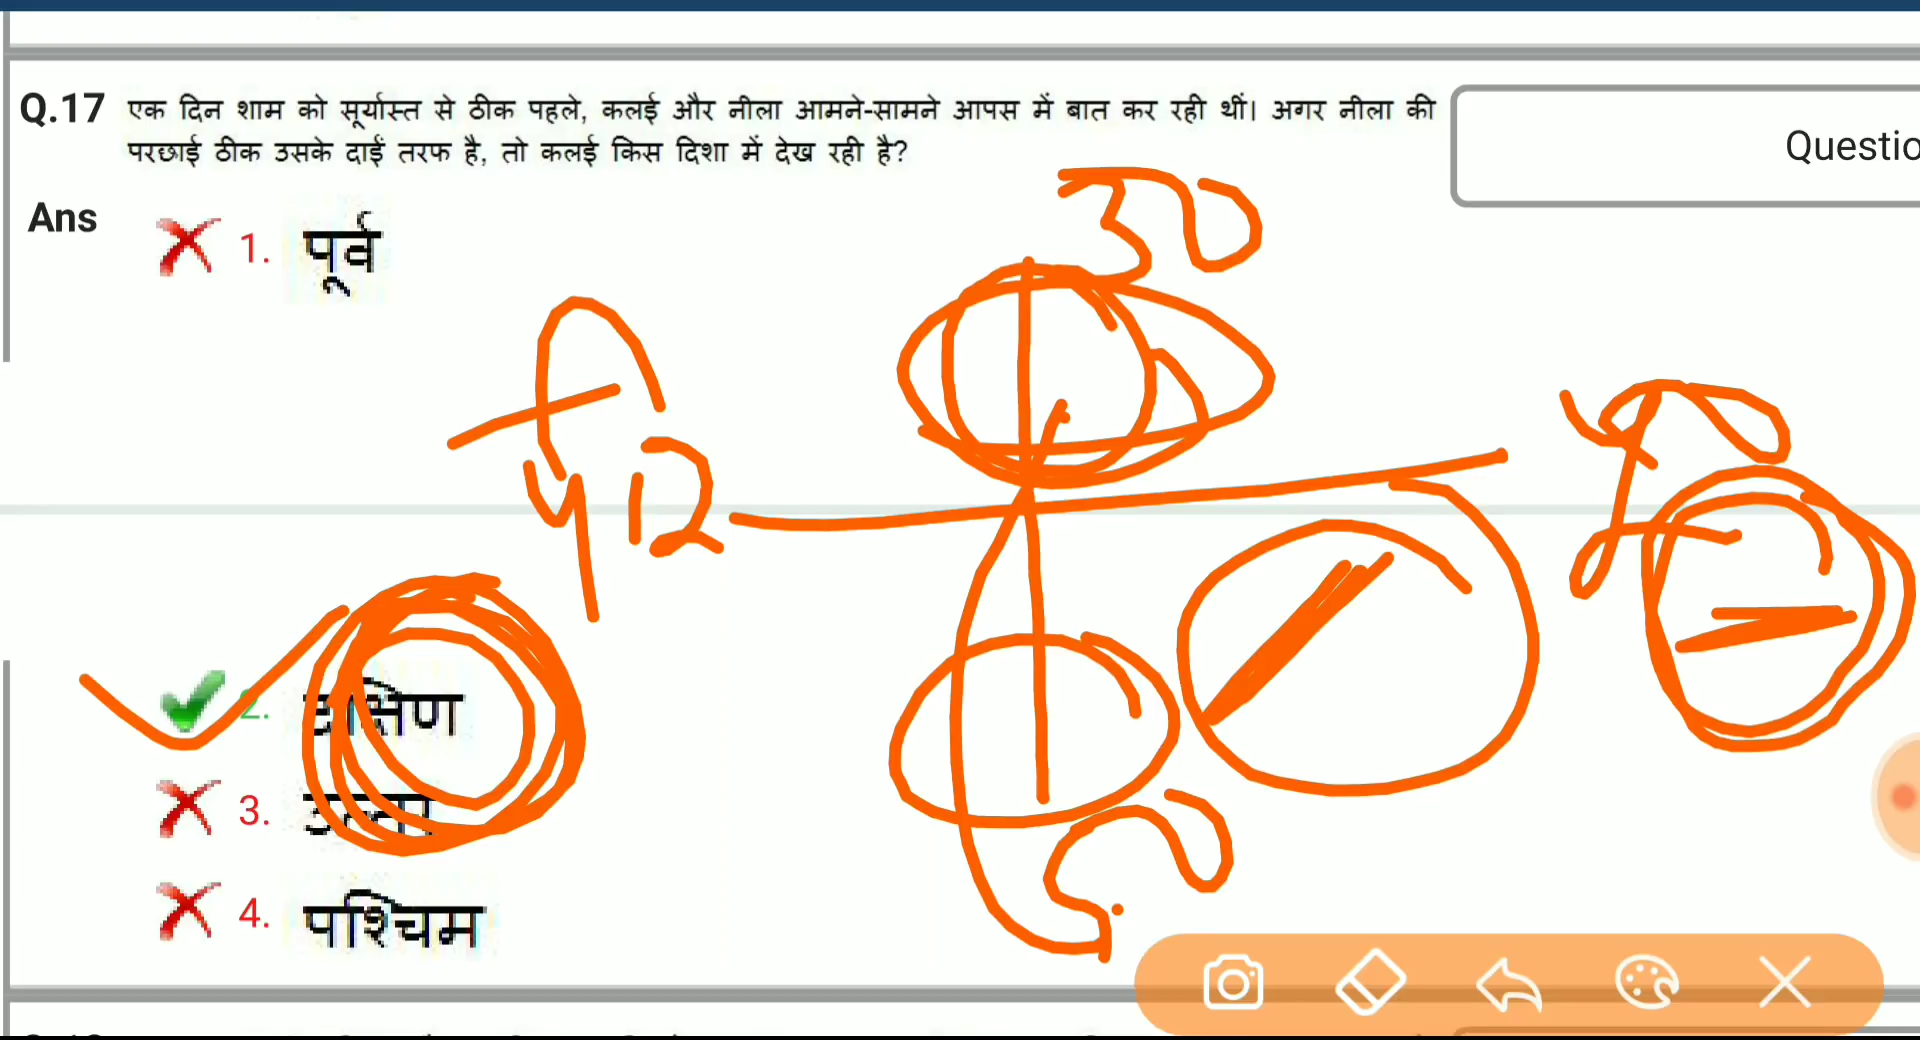 Q.17 एक दिन शाम को सूर्यास्त से ठीक पहले, कलई और नीला आमने-सामने आपस में बात कर रही थीं। अगर नीला की
परछाई ठीक उसके दाईं तरफ है, तो कलई किस दिशा में देख रही है?
Questio
Ans
1. पूर्व
2. दक्षिण
3. उत्तर
4. पश्चिम